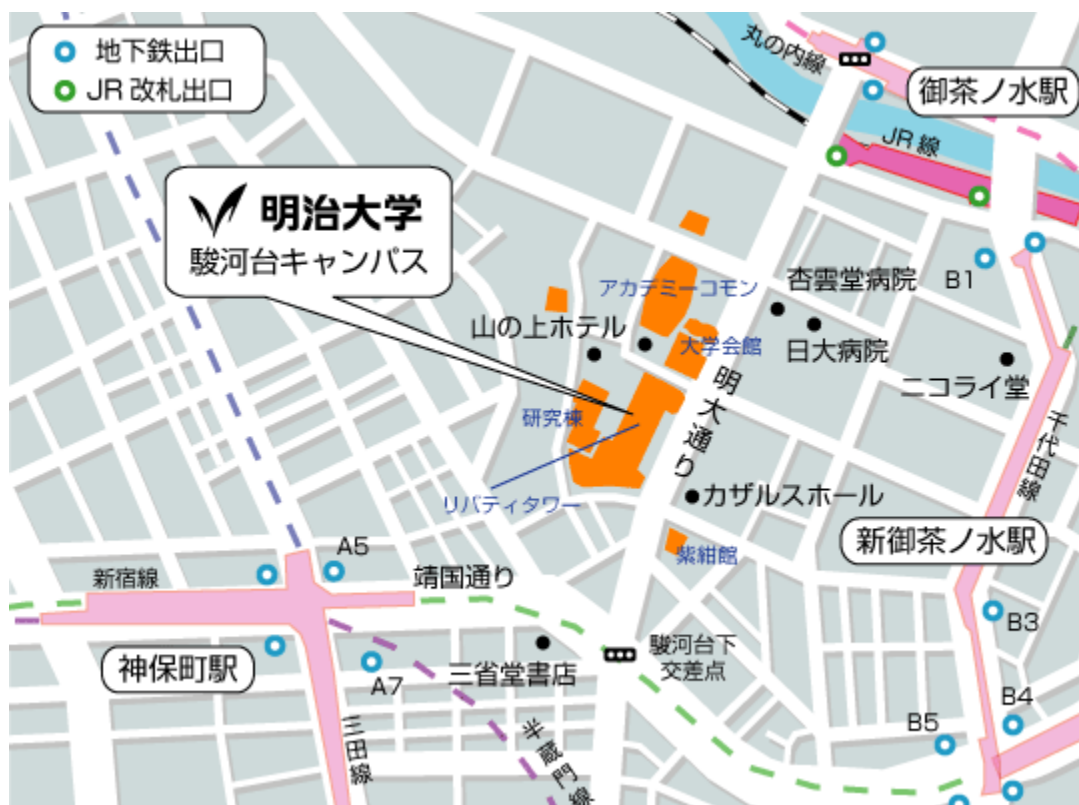 地下鉄出口
JR 改札出口
丸の内線
御茶ノ水駅
JR 線
明治大学
駿河台キャンパス
アカデミーコモン
杏雲堂病院
B1
山の上ホテル
大学会館
日大病院
ニコライ堂
明大通り
研究棟
千代田線
リバティタワー
カザルスホール
新御茶ノ水駅
紫紺館
A5
新宿線
靖国通り
B3
神保町駅
A7
三省堂書店
駿河台下
交差点
B4
B5
三田線
半蔵門線